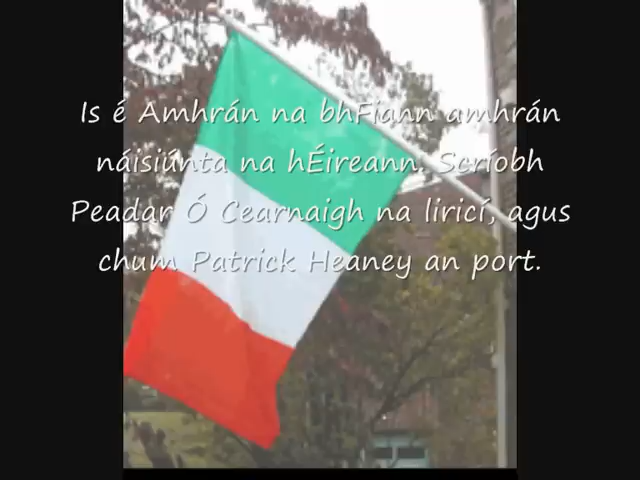 Is é Amhrán na bhFiann amhrán
náisiúnta na hÉireann. Scríobh
Peadar Ó Cearnaigh na liricí, agus
chum Patrick Heaney an port.